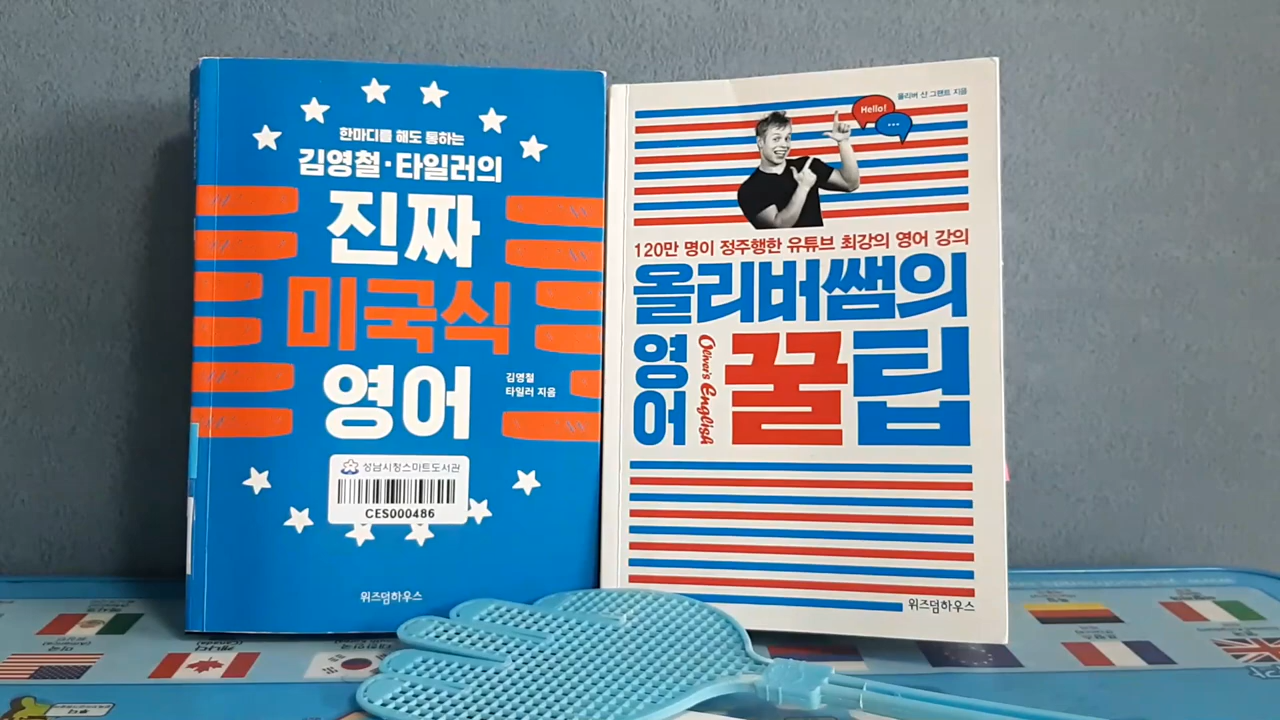 한마디를 해도 통하는
김영철·타일러의
진짜
미국식
영어
김영철
타일러 지음
성남시청스마트도서관
CES000486
위즈덤하우스
올리버 샨 그랜트 지음
Hello!
...
120만 명이 정주행한 유튜브 최강의 영어 강의
올리버쌤의
영어
Oliver's English
꿀팁
위즈덤하우스
미국
캐나다